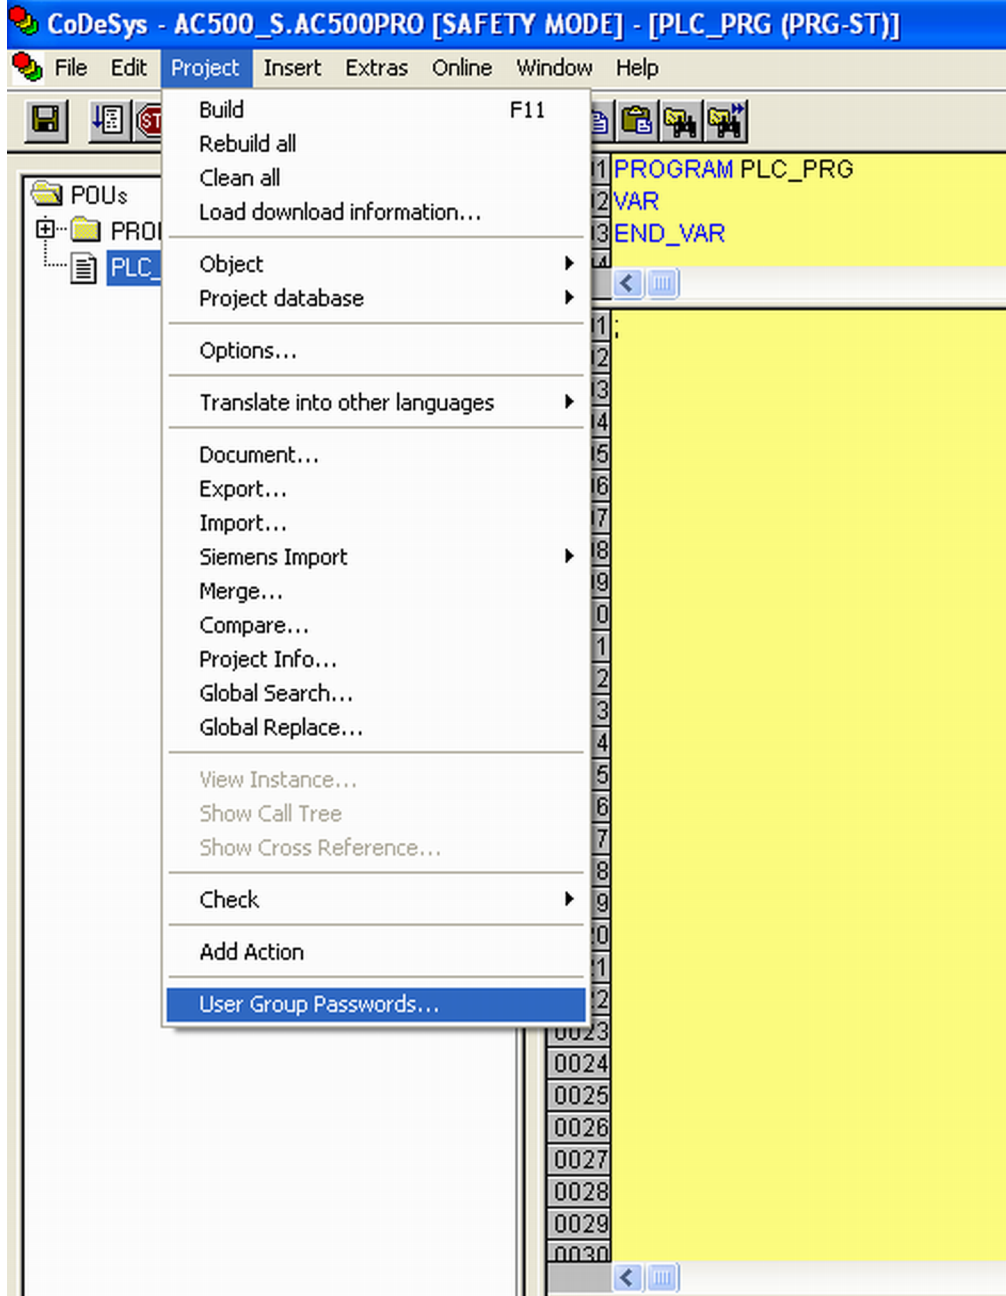 CoDeSys - AC500_S.AC500PRO [SAFETY MODE] - [PLC_PRG (PRG-ST)]
File Edit Project Insert Extras Online Window Help
Build F11
Rebuild all
Clean all
Load download information...
Object
Project database
Options...
Translate into other languages
Document...
Export...
Import...
Siemens Import
Merge...
Compare...
Project Info...
Global Search...
Global Replace...
View Instance...
Show Call Tree
Show Cross Reference...
Check
Add Action
User Group Passwords...
POUs
PLC_
PROGRAM PLC_PRG
VAR
END_VAR
;
0023
0024
0025
0026
0027
0028
0029
0030